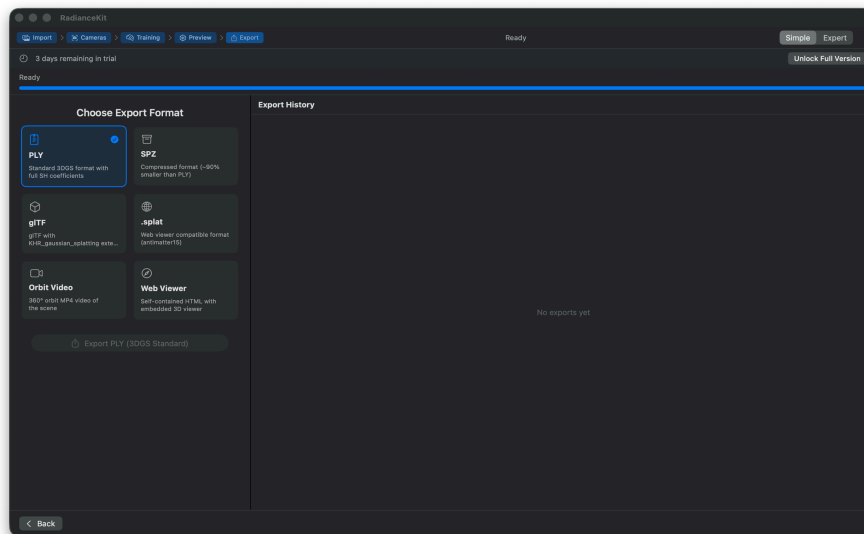 RadianceKit
Import
Cameras
Training
Preview
Export
Ready
Simple
Expert
3 days remaining in trial
Unlock Full Version
Ready
Choose Export Format
PLY
Standard 3DGS format with
full SH coefficients
SPZ
Compressed format (~90%
smaller than PLY)
glTF
glTF with
KHR_gaussian_splatting exte...
.splat
Web viewer compatible format
(antimatter15)
Orbit Video
360° orbit MP4 video of
the scene
Web Viewer
Self-contained HTML with
embedded 3D viewer
Export PLY (3DGS Standard)
Export History
No exports yet
Back